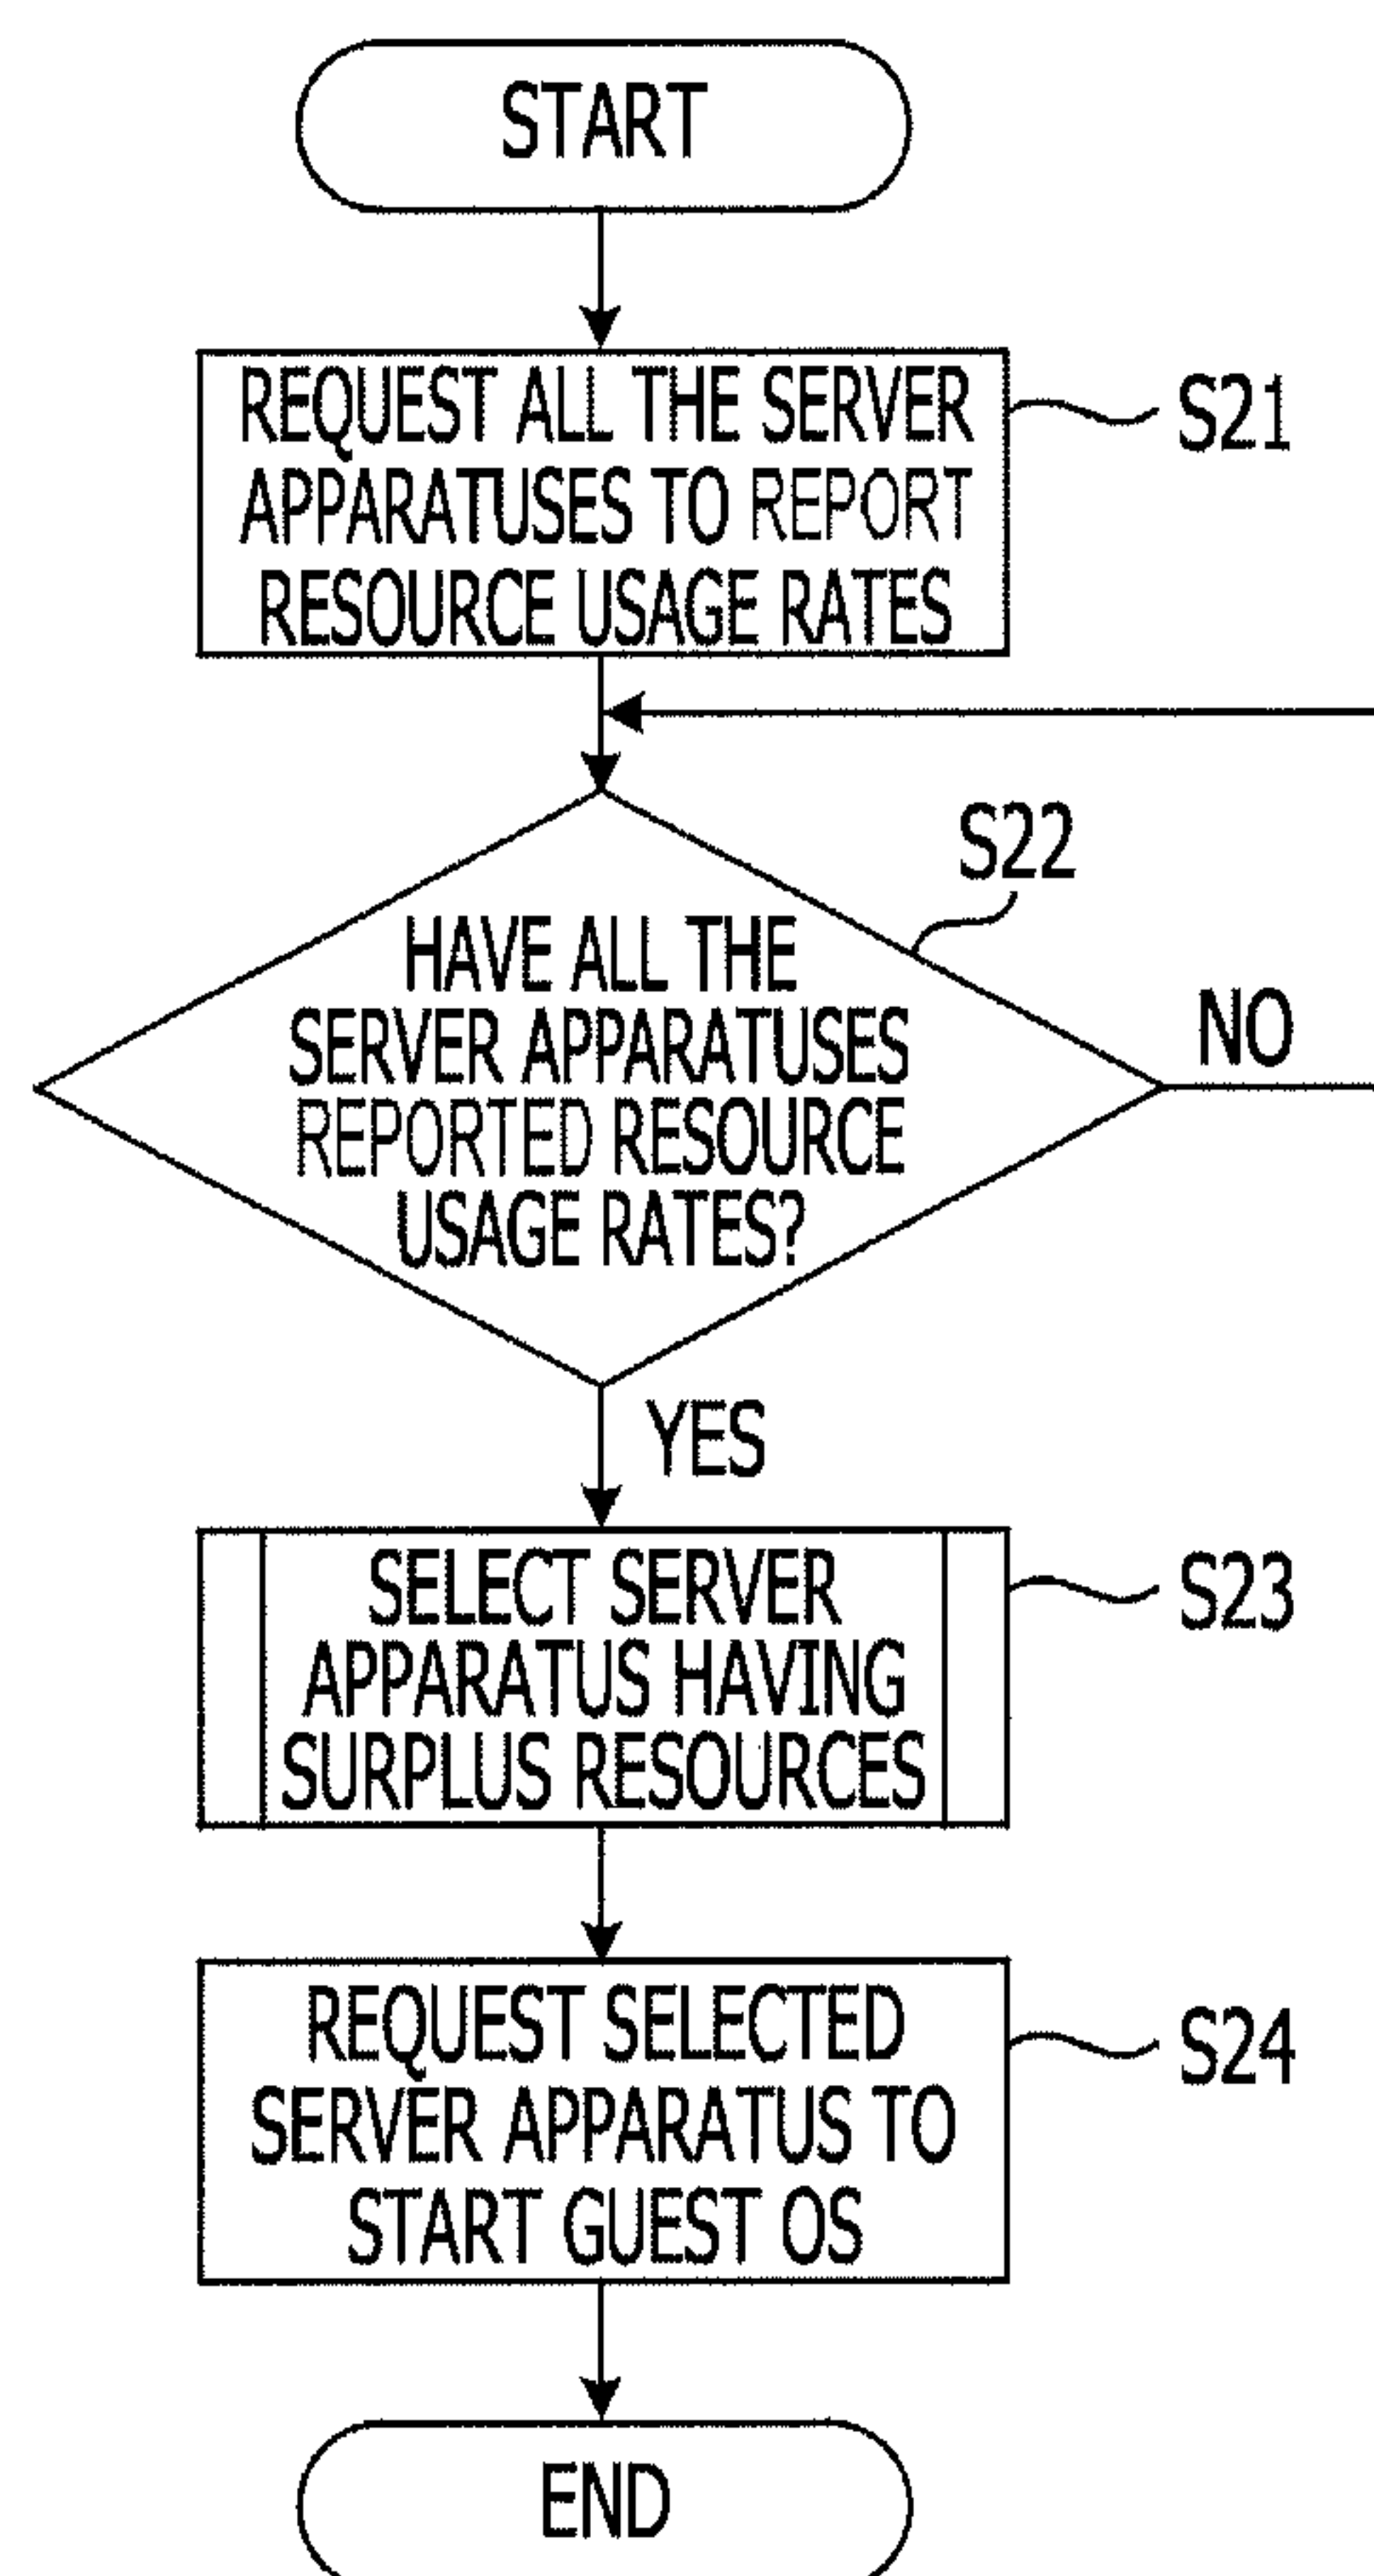 START
REQUEST ALL THE SERVER
APPARATUSES TO REPORT
RESOURCE USAGE RATES
S21
S22
HAVE ALL THE
SERVER APPARATUSES
REPORTED RESOURCE
USAGE RATES?
NO
YES
SELECT SERVER
APPARATUS HAVING
SURPLUS RESOURCES
S23
REQUEST SELECTED
SERVER APPARATUS TO
START GUEST OS
S24
END